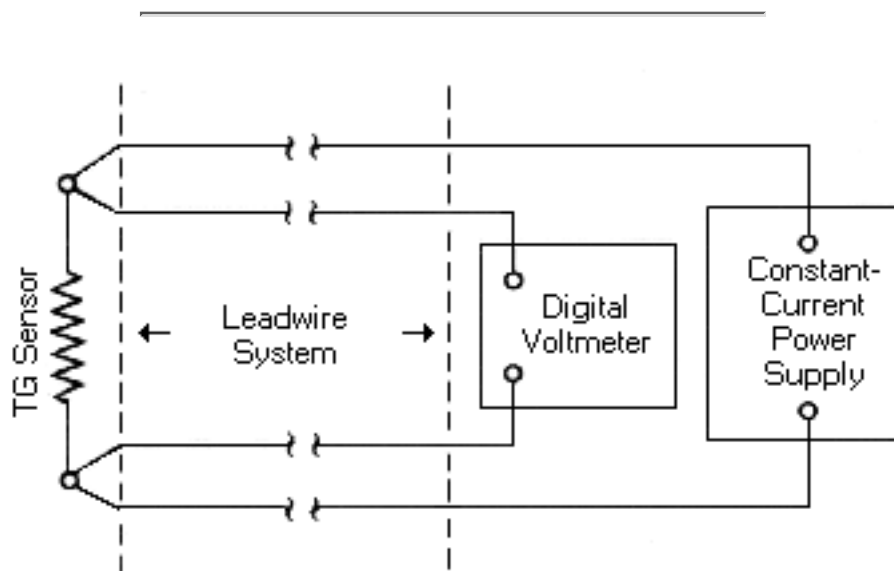 TG Sensor
Leadwire
System
Digital
Voltmeter
Constant-
Current
Power
Supply